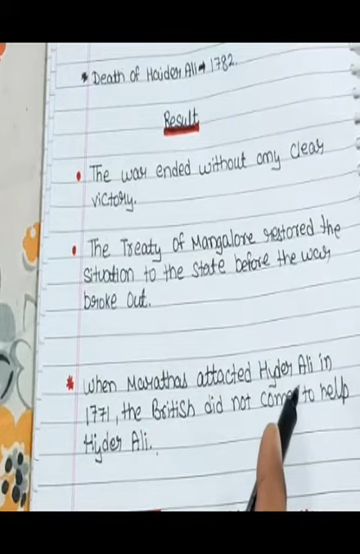 * Death of Haider Ali → 1782.
Result
• The war ended without any clear
victory.
• The Treaty of Mangalore restored the
situation to the state before the war
broke out.
* When Marathas attacted Hyder Ali in
1771, the British did not come to help
Hyder Ali.